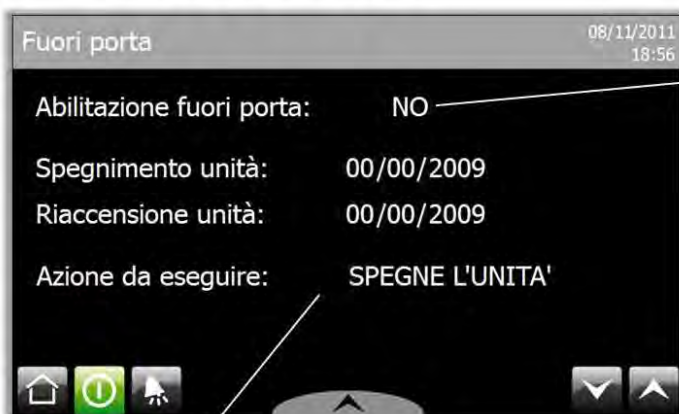 Fuori porta
08/11/2011
18:56
Abilitazione fuori porta: NO
Spegnimento unità: 00/00/2009
Riaccensione unità: 00/00/2009
Azione da eseguire: SPEGNE L'UNITA'